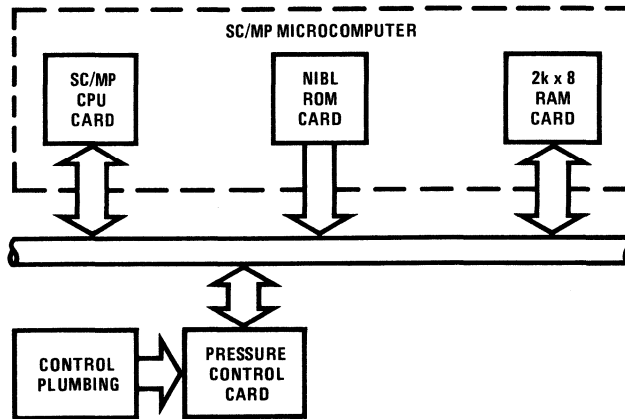 SC/MP MICROCOMPUTER
SC/MP
CPU
CARD
NIBL
ROM
CARD
2k x 8
RAM
CARD
CONTROL
PLUMBING
PRESSURE
CONTROL
CARD